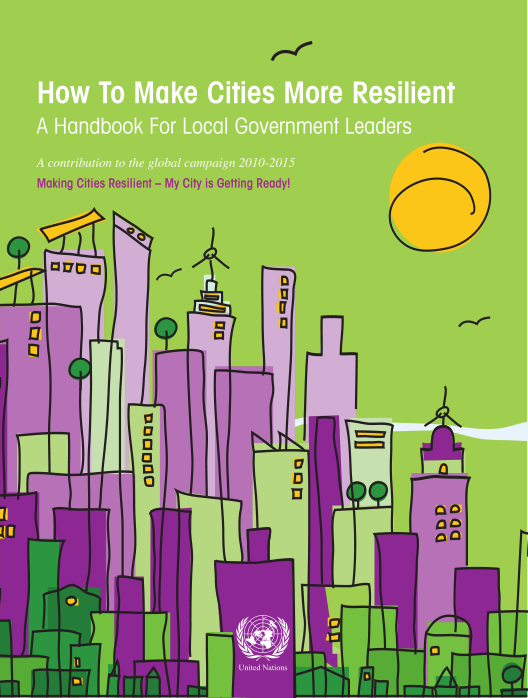 How To Make Cities More Resilient
A Handbook For Local Government Leaders
A contribution to the global campaign 2010-2015
Making Cities Resilient – My City is Getting Ready!
United Nations